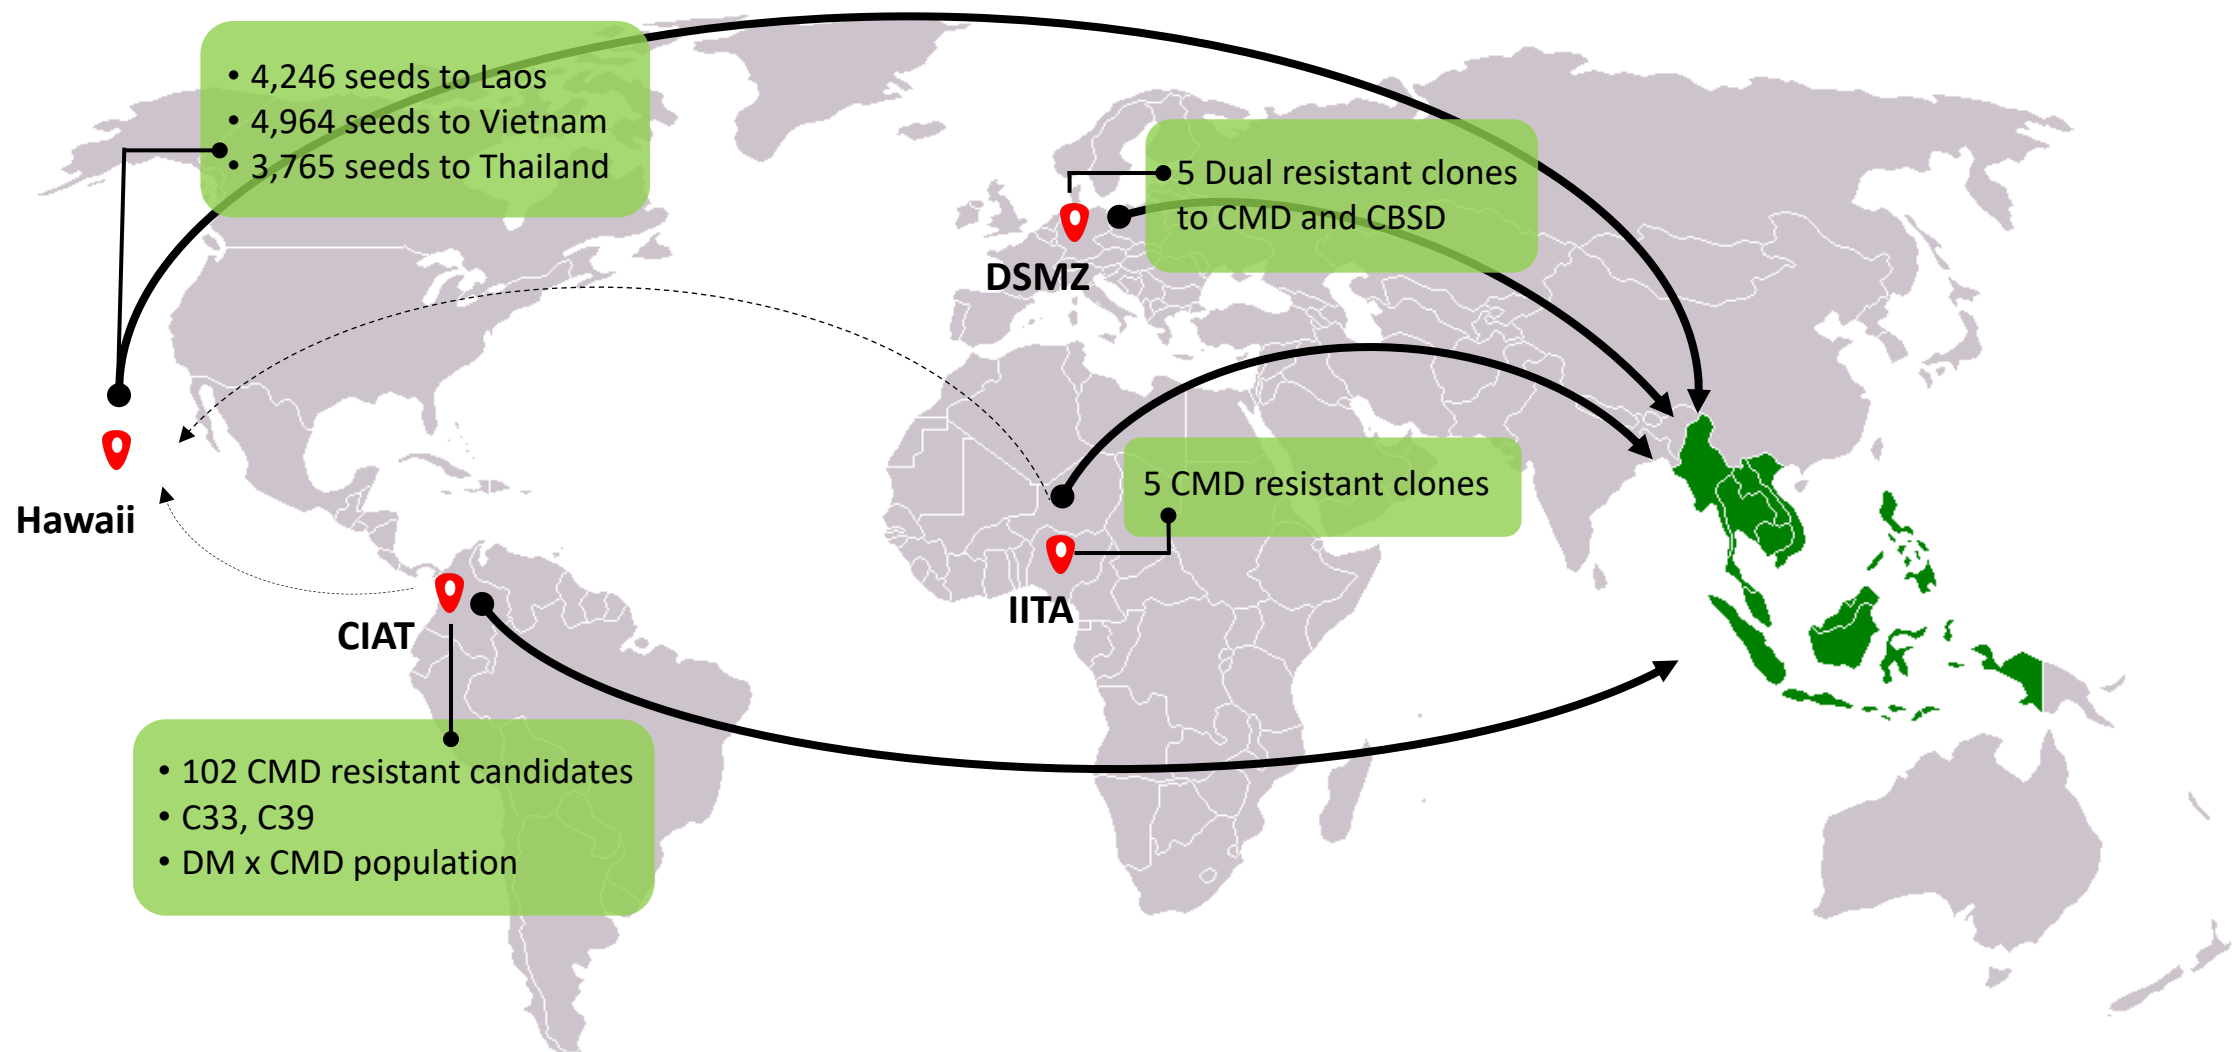 • 4,246 seeds to Laos
• 4,964 seeds to Vietnam
• 3,765 seeds to Thailand
5 Dual resistant clones
to CMD and CBSD
DSMZ
5 CMD resistant clones
Hawaii
IITA
CIAT
• 102 CMD resistant candidates
• C33, C39
• DM x CMD population